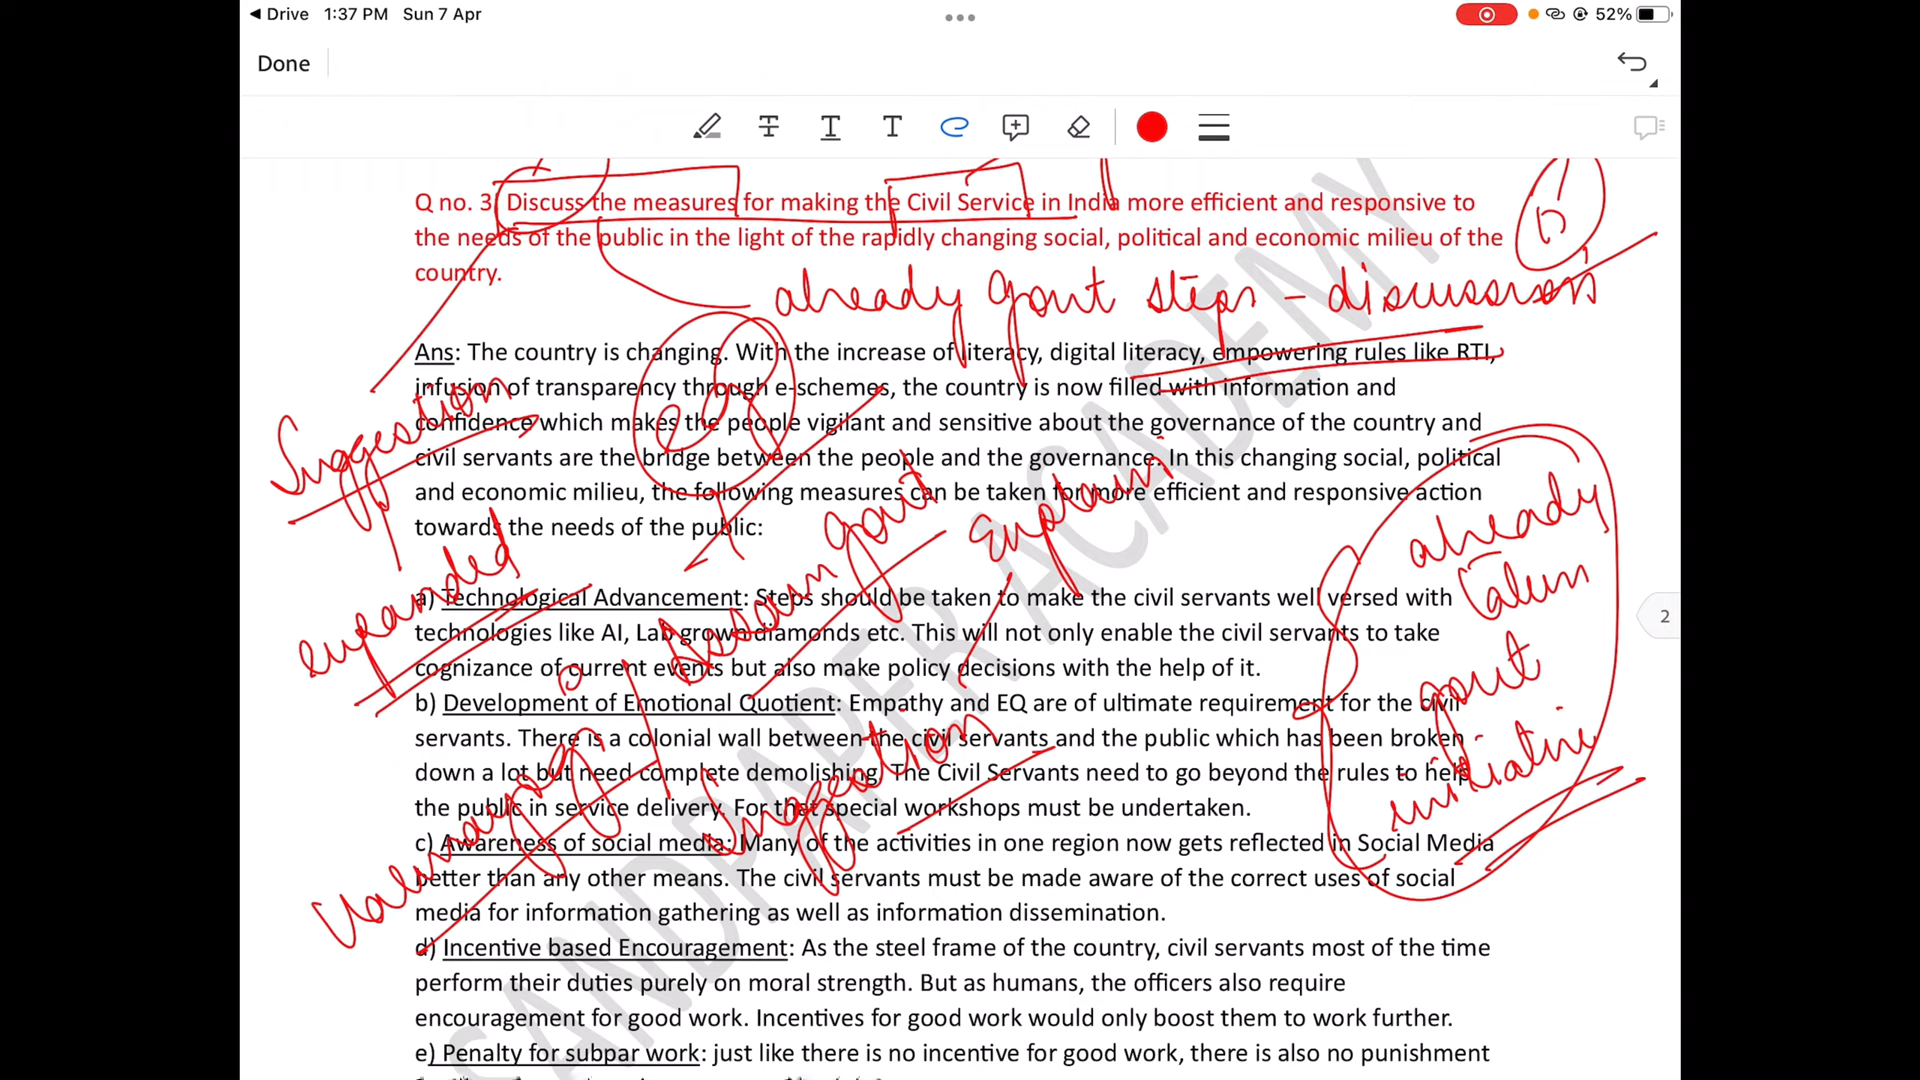 Drive 1:37 PM Sun 7 Apr
52%
Done
T T T
Q no. 3. Discuss the measures for making the Civil Service in India more efficient and responsive to
the needs of the public in the light of the rapidly changing social, political and economic milieu of the
country.
already govt steps - discussion
Ans: The country is changing. With the increase of literacy, digital literacy, empowering rules like RTI,
infusion of transparency through e-schemes, the country is now filled with information and
confidence which makes the people vigilant and sensitive about the governance of the country and
civil servants are the bridge between the people and the governance. In this changing social, political
and economic milieu, the following measures can be taken for more efficient and responsive action
towards the needs of the public:
Suggestion
eg
Assam govt
explain
expanded
already
taken
govt
initiative
2
a) Technological Advancement: Steps should be taken to make the civil servants well versed with
technologies like AI, Lab grown diamonds etc. This will not only enable the civil servants to take
cognizance of current events but also make policy decisions with the help of it.
b) Development of Emotional Quotient: Empathy and EQ are of ultimate requirement for the civil
servants. There is a colonial wall between the civil servants and the public which has been broken
down a lot but need complete demolishing. The Civil Servants need to go beyond the rules to help
the public in service delivery. For that special workshops must be undertaken.
c) Awareness of social media: Many of the activities in one region now gets reflected in Social Media
better than any other means. The civil servants must be made aware of the correct uses of social
media for information gathering as well as information dissemination.
d) Incentive based Encouragement: As the steel frame of the country, civil servants most of the time
perform their duties purely on moral strength. But as humans, the officers also require
encouragement for good work. Incentives for good work would only boost them to work further.
e) Penalty for subpar work: just like there is no incentive for good work, there is also no punishment
SANDPAPER ACADEMY